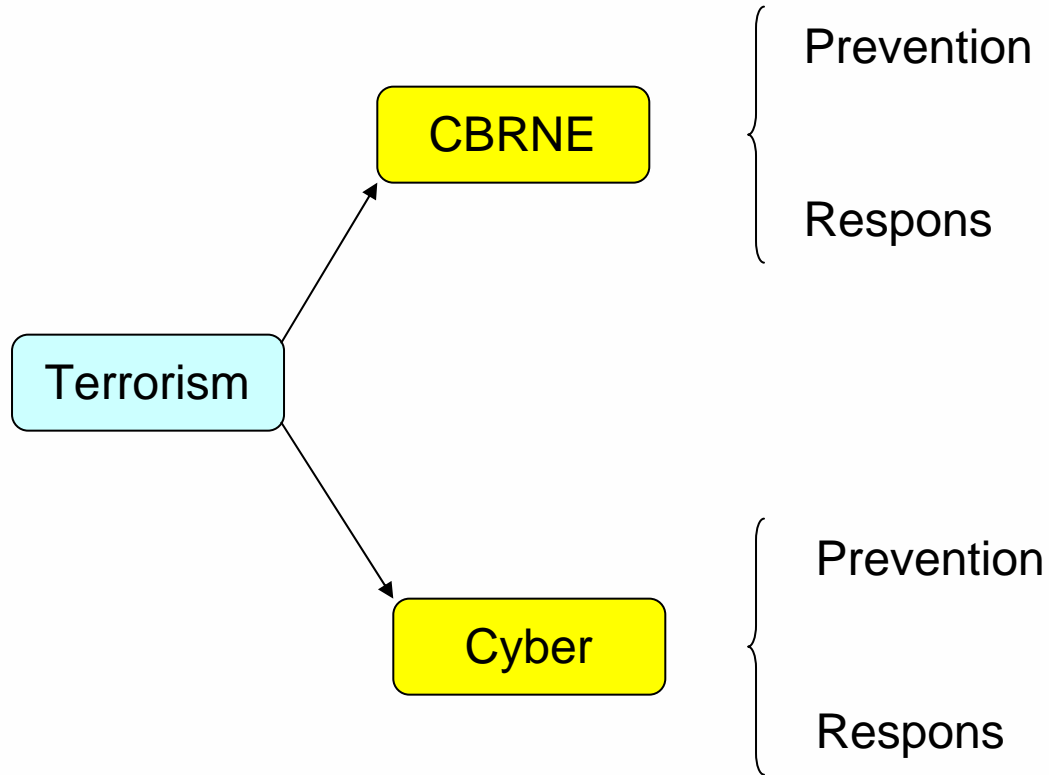 Prevention
CBRNE
Respons
Terrorism
Prevention
Cyber
Respons